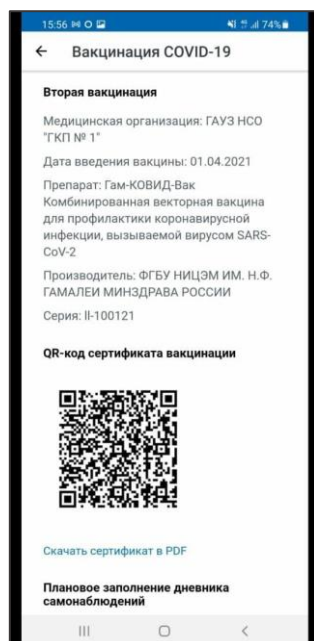 15:56
74%
Вакцинация COVID-19
Вторая вакцинация
Медицинская организация: ГАУЗ НСО
"ГКП № 1"
Дата введения вакцины: 01.04.2021
Препарат: Гам-КОВИД-Вак
Комбинированная векторная вакцина
для профилактики коронавирусной
инфекции, вызываемой вирусом SARS-
CoV-2
Производитель: ФГБУ НИЦЭМ ИМ. Н.Ф.
ГАМАЛЕИ МИНЗДРАВА РОССИИ
Серия: II-100121
QR-код сертификата вакцинации
Скачать сертификат в PDF
Плановое заполнение дневника
самонаблюдений